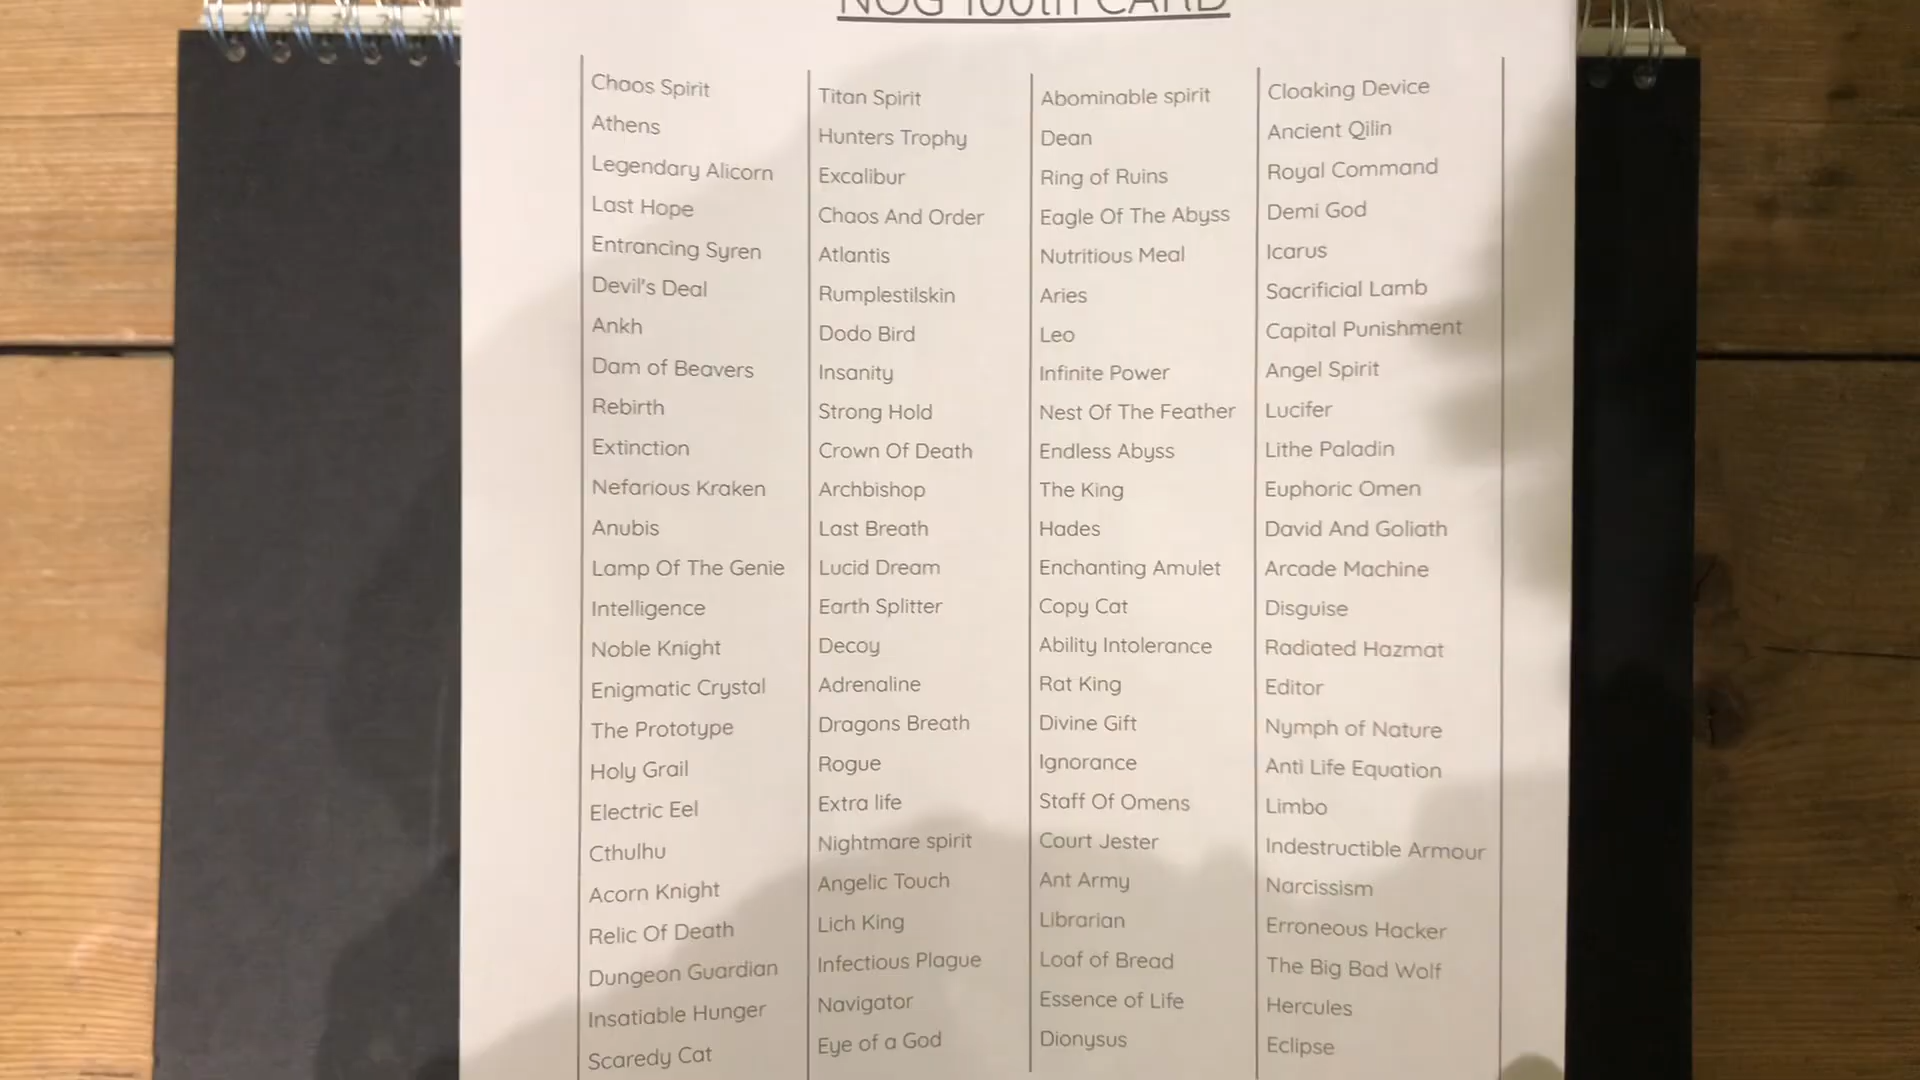 NOG 100th CARD
Chaos Spirit
Athens
Legendary Alicorn
Last Hope
Entrancing Syren
Devil's Deal
Ankh
Dam of Beavers
Rebirth
Extinction
Nefarious Kraken
Anubis
Lamp Of The Genie
Intelligence
Noble Knight
Enigmatic Crystal
The Prototype
Holy Grail
Electric Eel
Cthulhu
Acorn Knight
Relic Of Death
Dungeon Guardian
Insatiable Hunger
Scaredy Cat
Titan Spirit
Hunters Trophy
Excalibur
Chaos And Order
Atlantis
Rumplestilskin
Dodo Bird
Insanity
Strong Hold
Crown Of Death
Archbishop
Last Breath
Lucid Dream
Earth Splitter
Decoy
Adrenaline
Dragons Breath
Rogue
Extra life
Nightmare spirit
Angelic Touch
Lich King
Infectious Plague
Navigator
Eye of a God
Abominable spirit
Dean
Ring of Ruins
Eagle Of The Abyss
Nutritious Meal
Aries
Leo
Infinite Power
Nest Of The Feather
Endless Abyss
The King
Hades
Enchanting Amulet
Copy Cat
Ability Intolerance
Rat King
Divine Gift
Ignorance
Staff Of Omens
Court Jester
Ant Army
Librarian
Loaf of Bread
Essence of Life
Dionysus
Cloaking Device
Ancient Qilin
Royal Command
Demi God
Icarus
Sacrificial Lamb
Capital Punishment
Angel Spirit
Lucifer
Lithe Paladin
Euphoric Omen
David And Goliath
Arcade Machine
Disguise
Radiated Hazmat
Editor
Nymph of Nature
Anti Life Equation
Limbo
Indestructible Armour
Narcissism
Erroneous Hacker
The Big Bad Wolf
Hercules
Eclipse